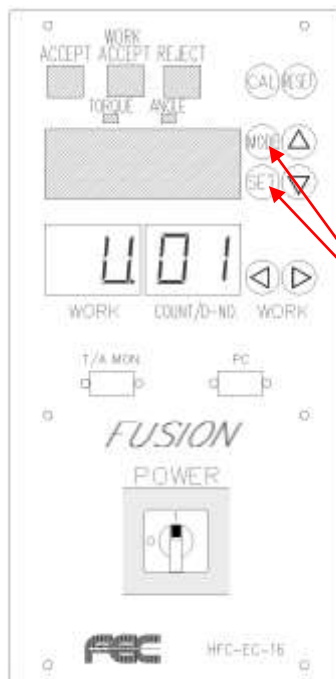 WORK
ACCEPT ACCEPT REJECT
CAL RESET
TORQUE ANGLE
MODE
SET
U. 01
WORK COUNT/D-NO. WORK
T/A MON PC
FUSION
POWER
FEC HFC-EC-16